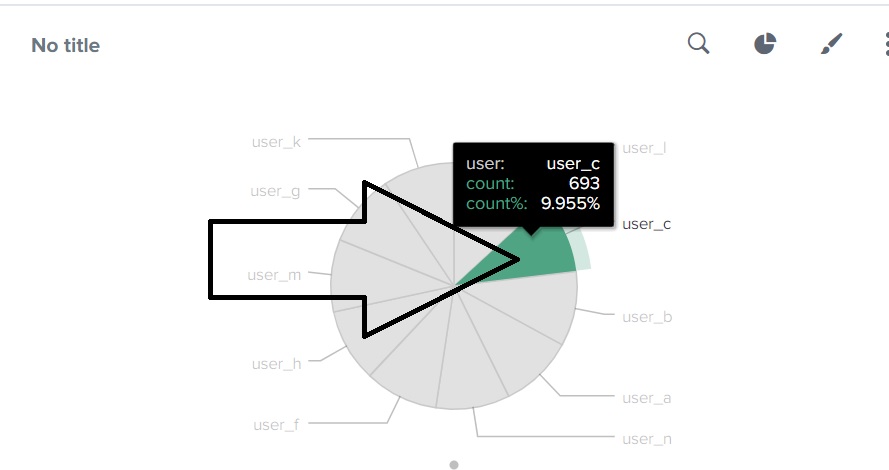 No title
user_k
user_l
user: user_c
count: 693
count%: 9.955%
user_g
user_c
user_m
user_b
user_h
user_a
user_f
user_n